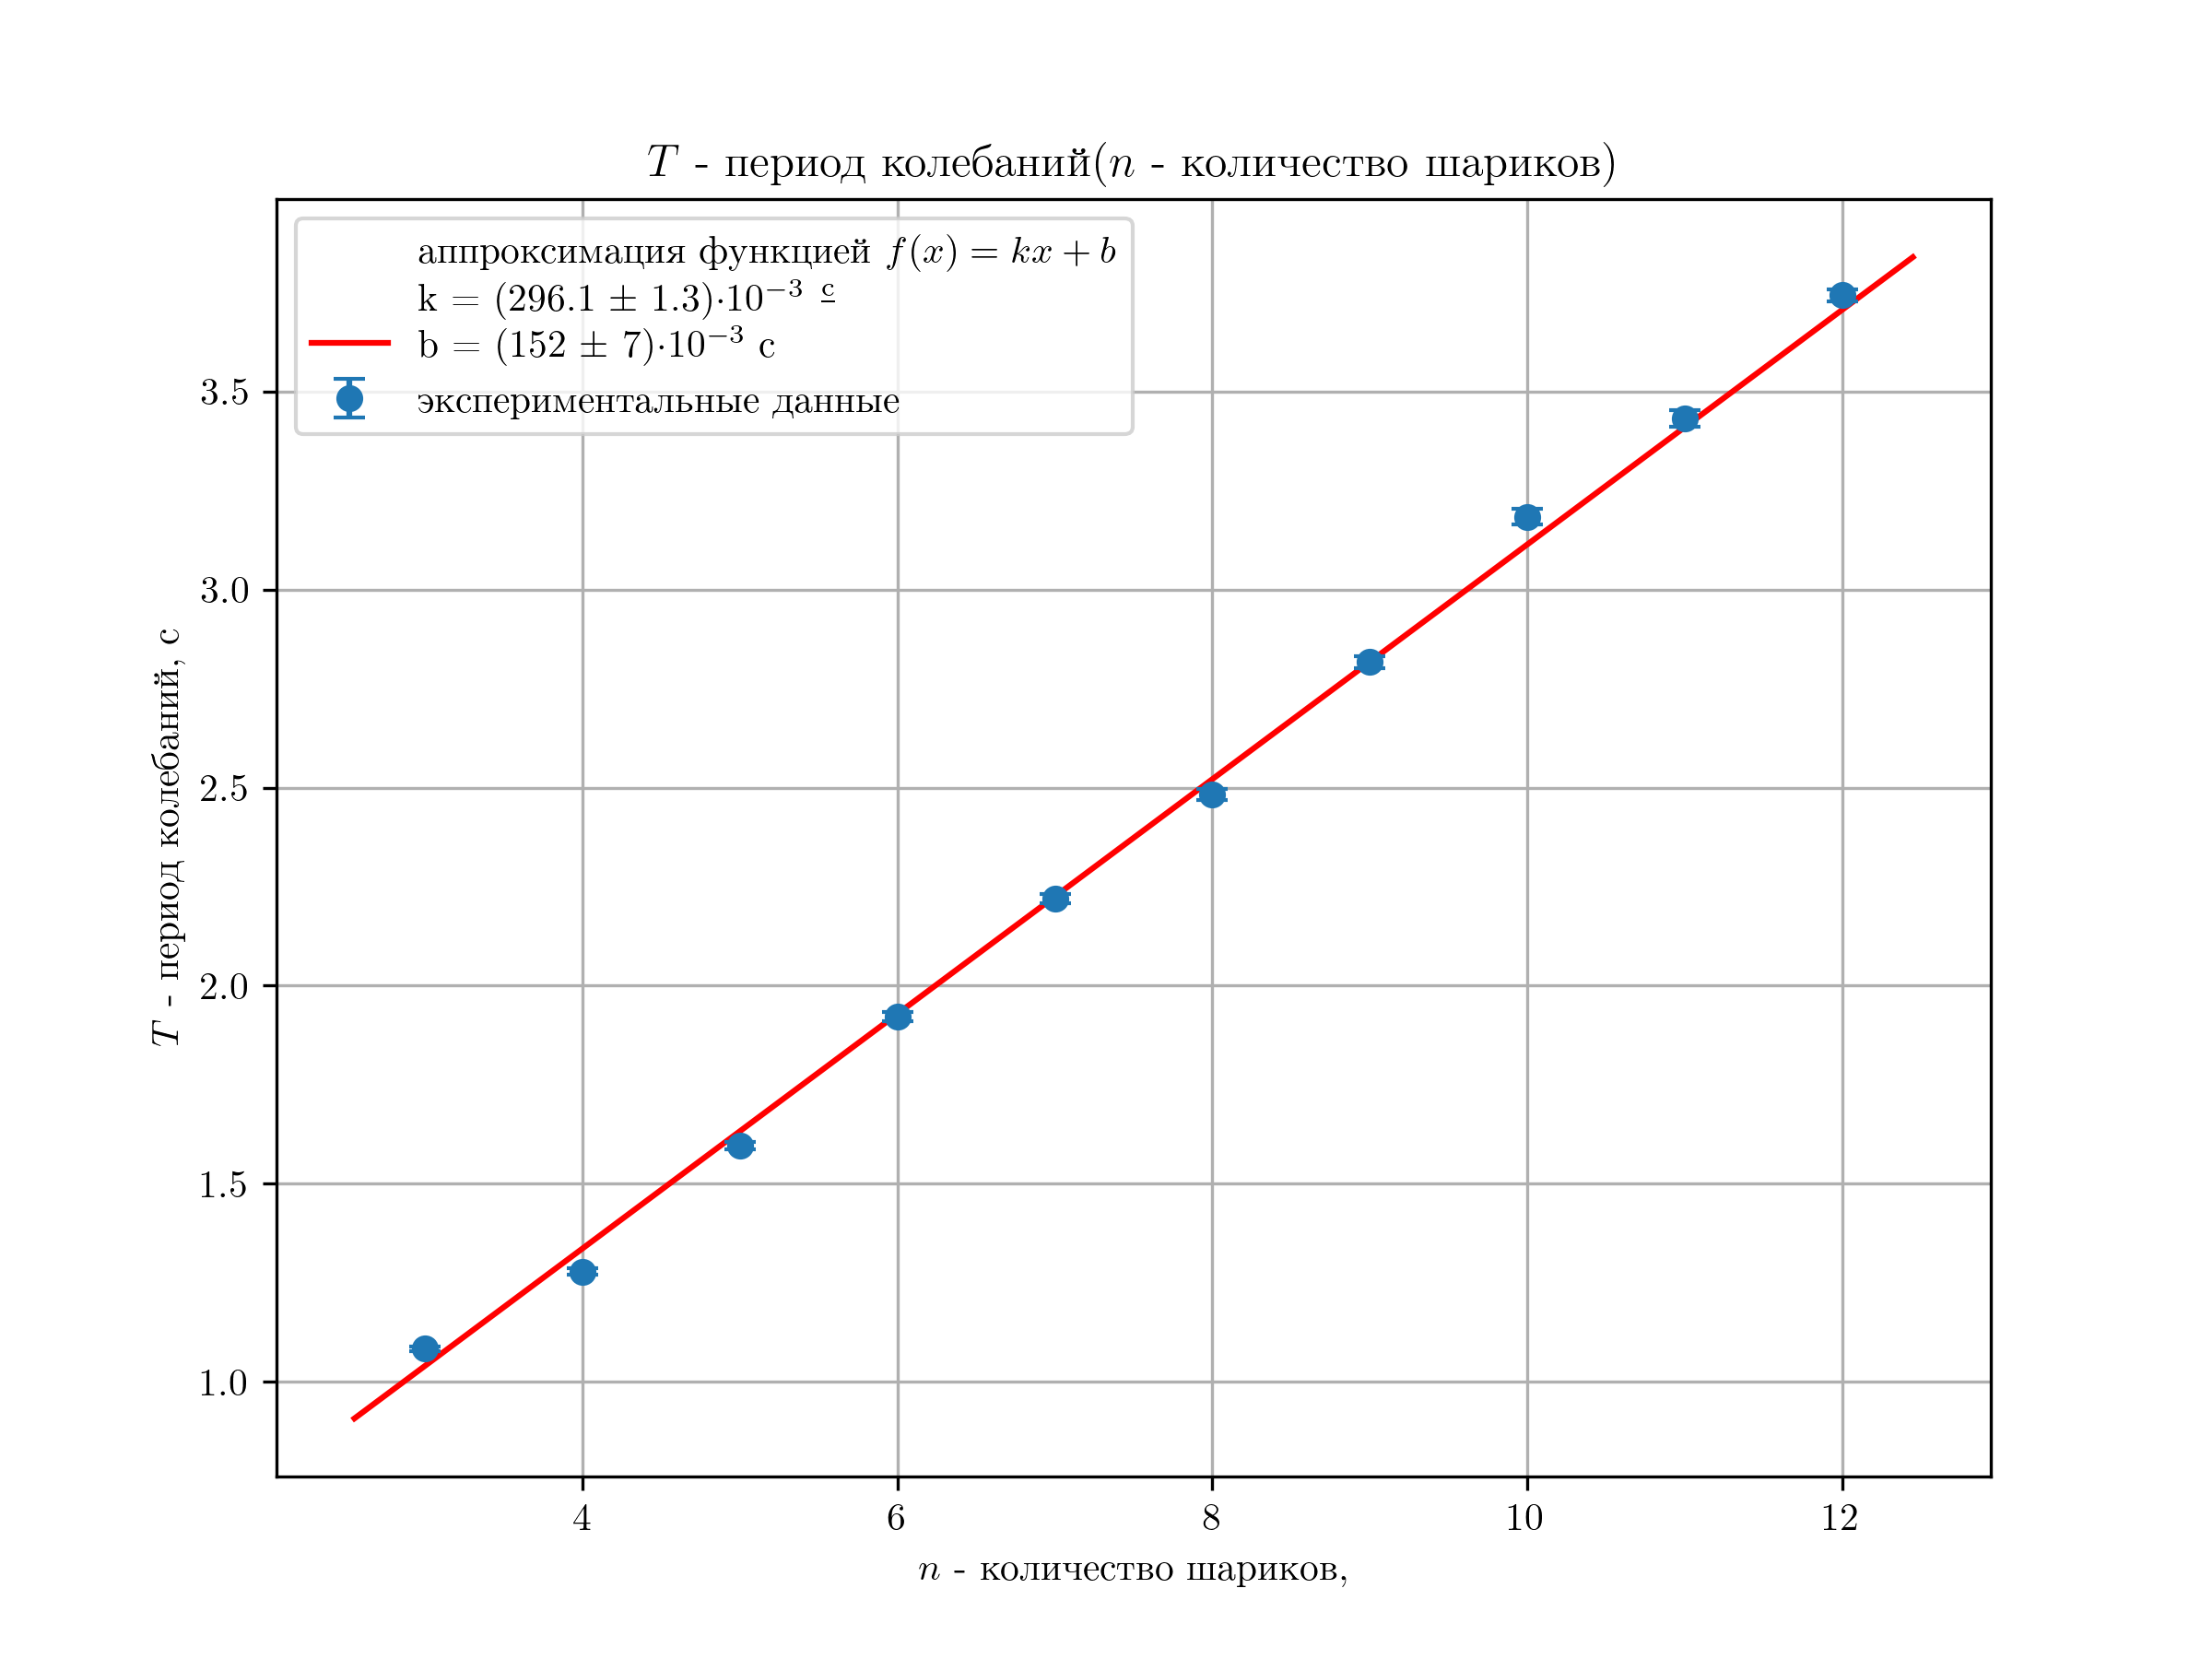 T - период колебаний(n - количество шариков)
аппроксимация функцией f(x) = kx + b
k = (296.1 ± 1.3)·10⁻³ с
b = (152 ± 7)·10⁻³ с
экспериментальные данные
T - период колебаний, с
3.5
3.0
2.5
2.0
1.5
1.0
4 6 8 10 12
n - количество шариков,